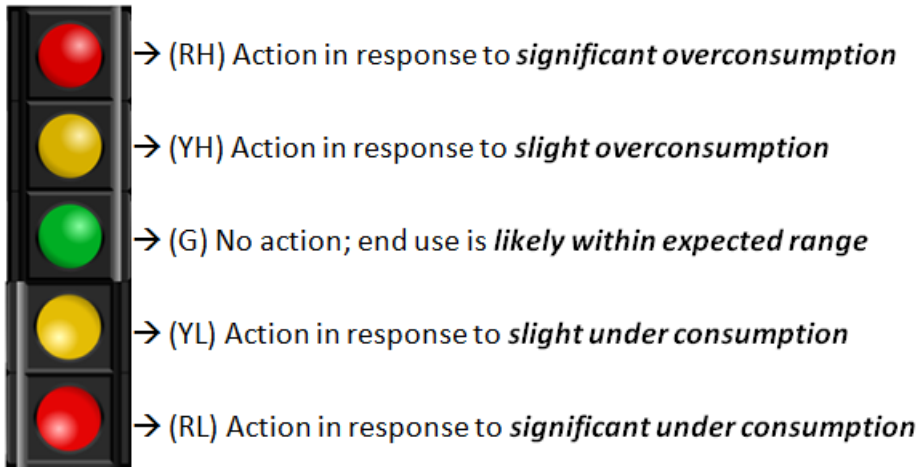 → (RH) Action in response to significant overconsumption
→ (YH) Action in response to slight overconsumption
→ (G) No action; end use is likely within expected range
→ (YL) Action in response to slight under consumption
→ (RL) Action in response to significant under consumption